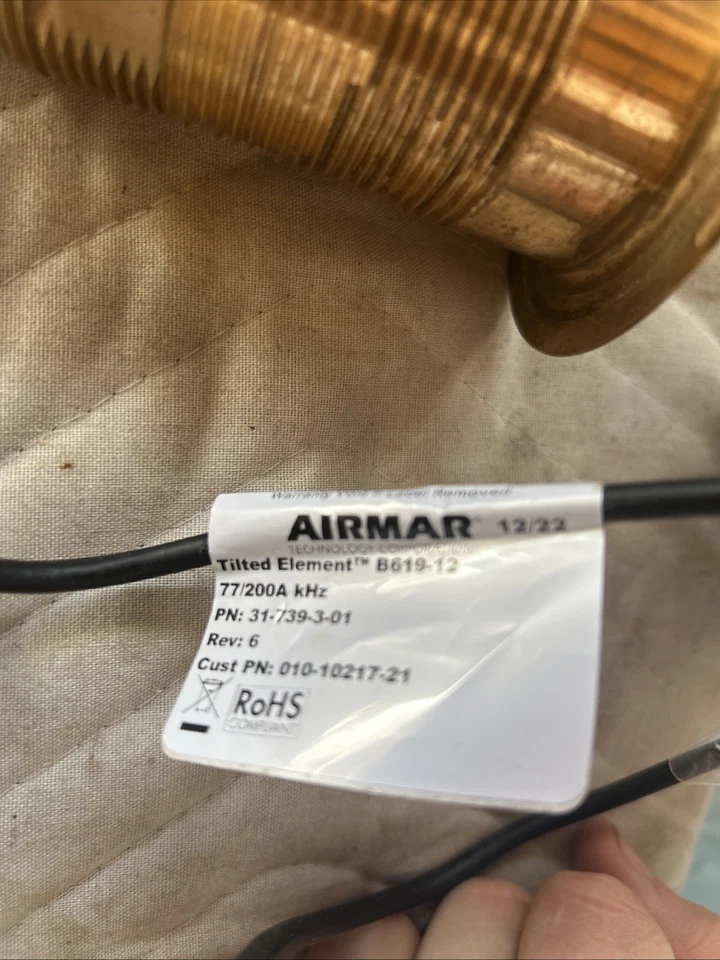 Warranty Void if Label Removed
AIRMAR® 12/22
TECHNOLOGY CORPORATION
Tilted Element™ B619-12
77/200A kHz
PN: 31-739-3-01
Rev: 6
Cust PN: 010-10217-21
RoHS
COMPLIANT